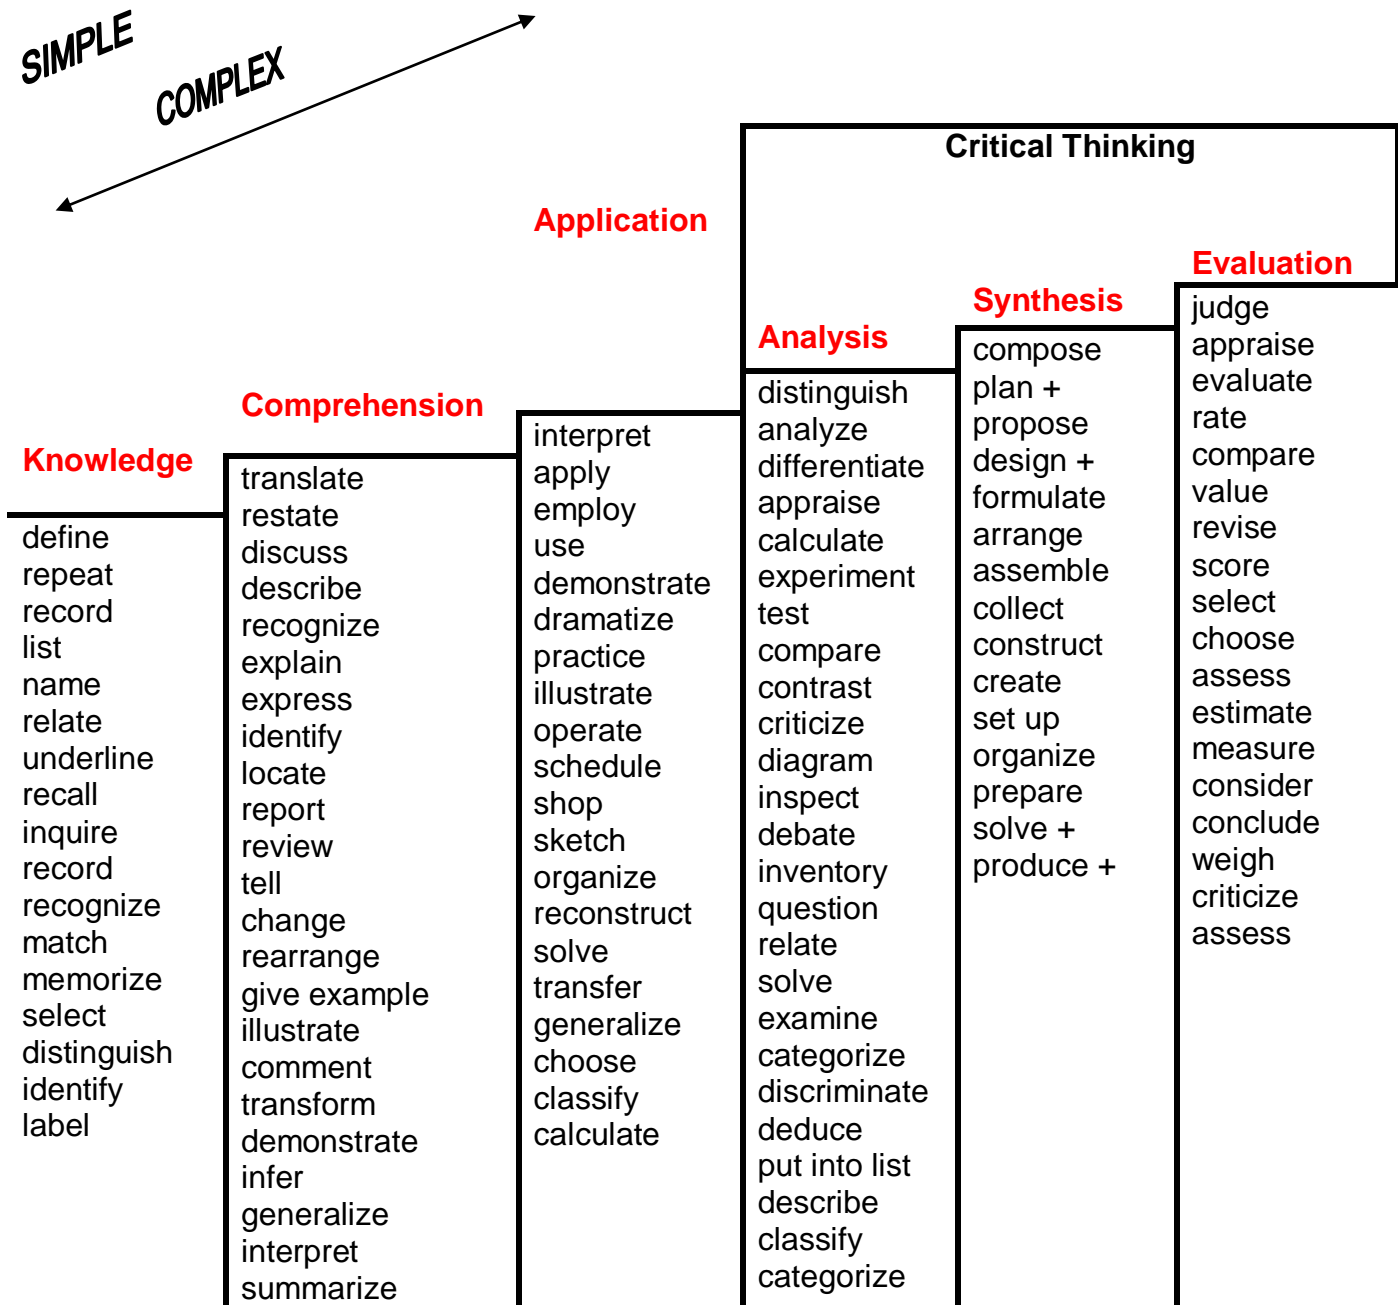 SIMPLE
COMPLEX
Critical Thinking
Knowledge
define
repeat
record
list
name
relate
underline
recall
inquire
record
recognize
match
memorize
select
distinguish
identify
label
Comprehension
translate
restate
discuss
describe
recognize
explain
express
identify
locate
report
review
tell
change
rearrange
give example
illustrate
comment
transform
demonstrate
infer
generalize
interpret
summarize
Application
interpret
apply
employ
use
demonstrate
dramatize
practice
illustrate
operate
schedule
shop
sketch
organize
reconstruct
solve
transfer
generalize
choose
classify
calculate
Analysis
distinguish
analyze
differentiate
appraise
calculate
experiment
test
compare
contrast
criticize
diagram
inspect
debate
inventory
question
relate
solve
examine
categorize
discriminate
deduce
put into list
describe
classify
categorize
Synthesis
compose
plan +
propose
design +
formulate
arrange
assemble
collect
construct
create
set up
organize
prepare
solve +
produce +
Evaluation
judge
appraise
evaluate
rate
compare
value
revise
score
select
choose
assess
estimate
measure
consider
conclude
weigh
criticize
assess